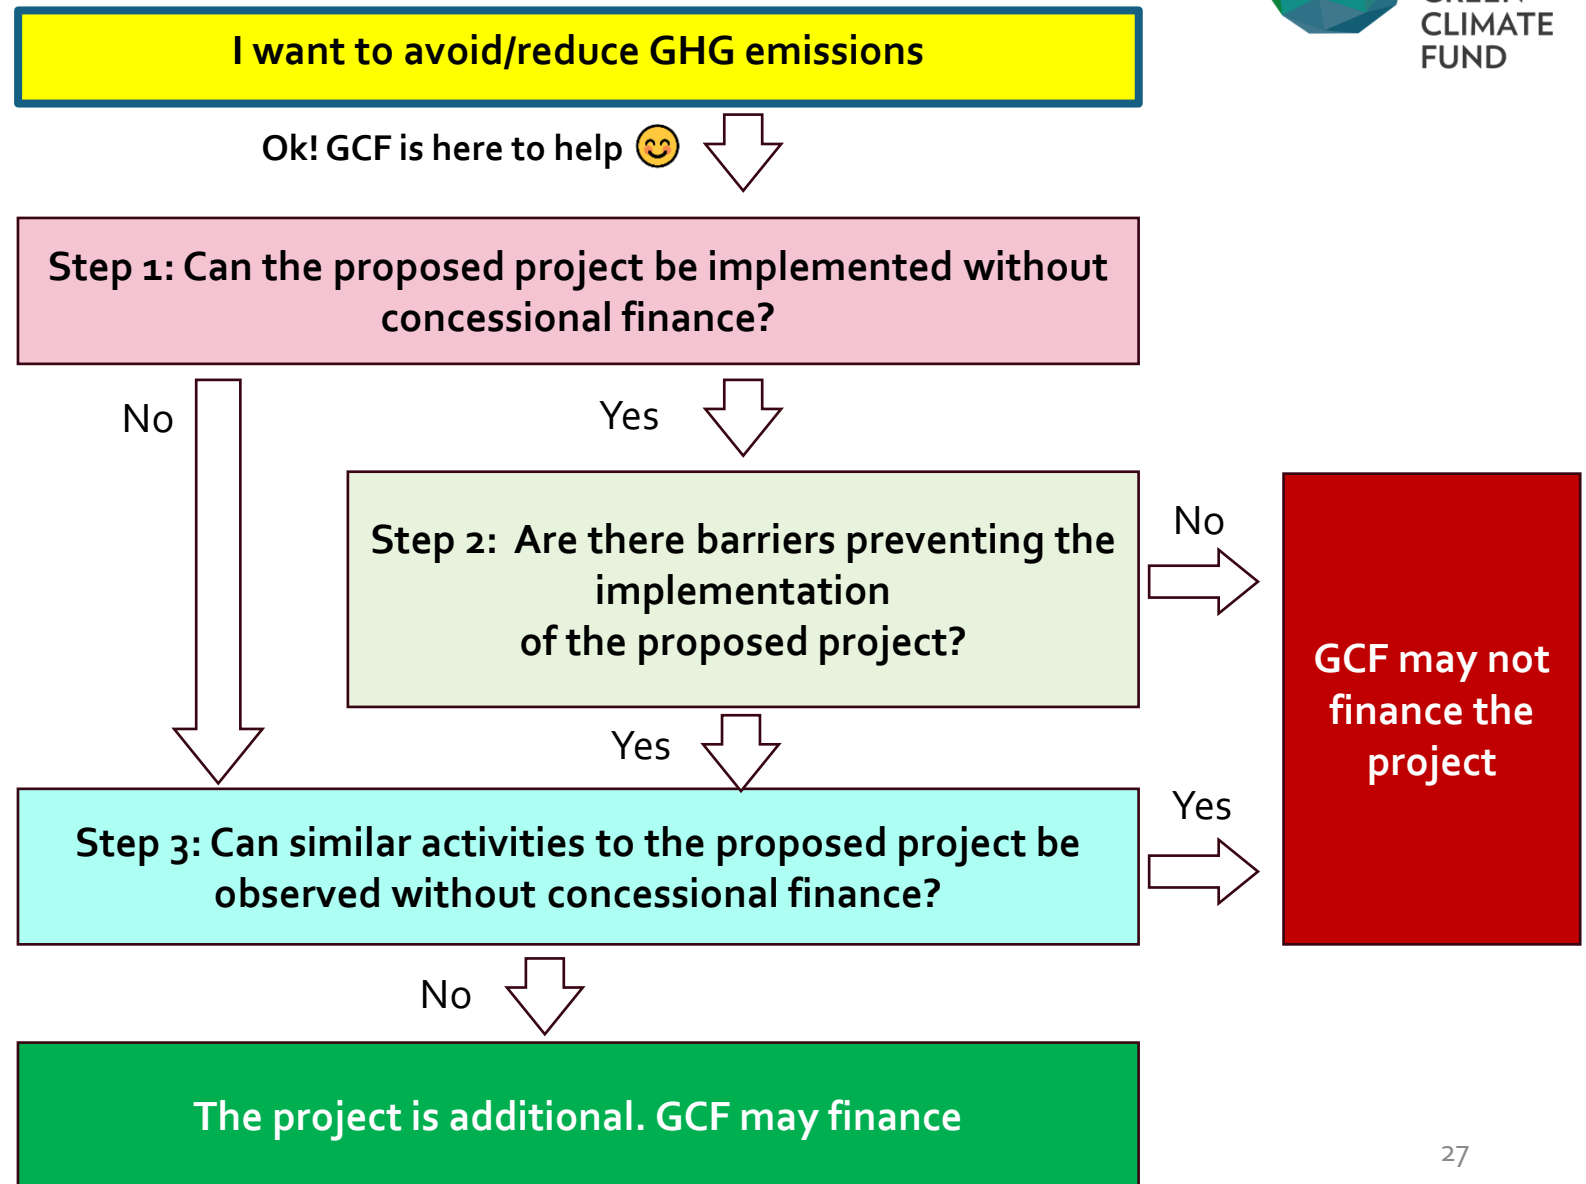 CLIMATE
FUND
I want to avoid/reduce GHG emissions
Ok! GCF is here to help 😊
Step 1: Can the proposed project be implemented without
concessional finance?
No
Yes
Step 2: Are there barriers preventing the
implementation
of the proposed project?
No
GCF may not
finance the
project
Yes
Step 3: Can similar activities to the proposed project be
observed without concessional finance?
Yes
No
The project is additional. GCF may finance
27